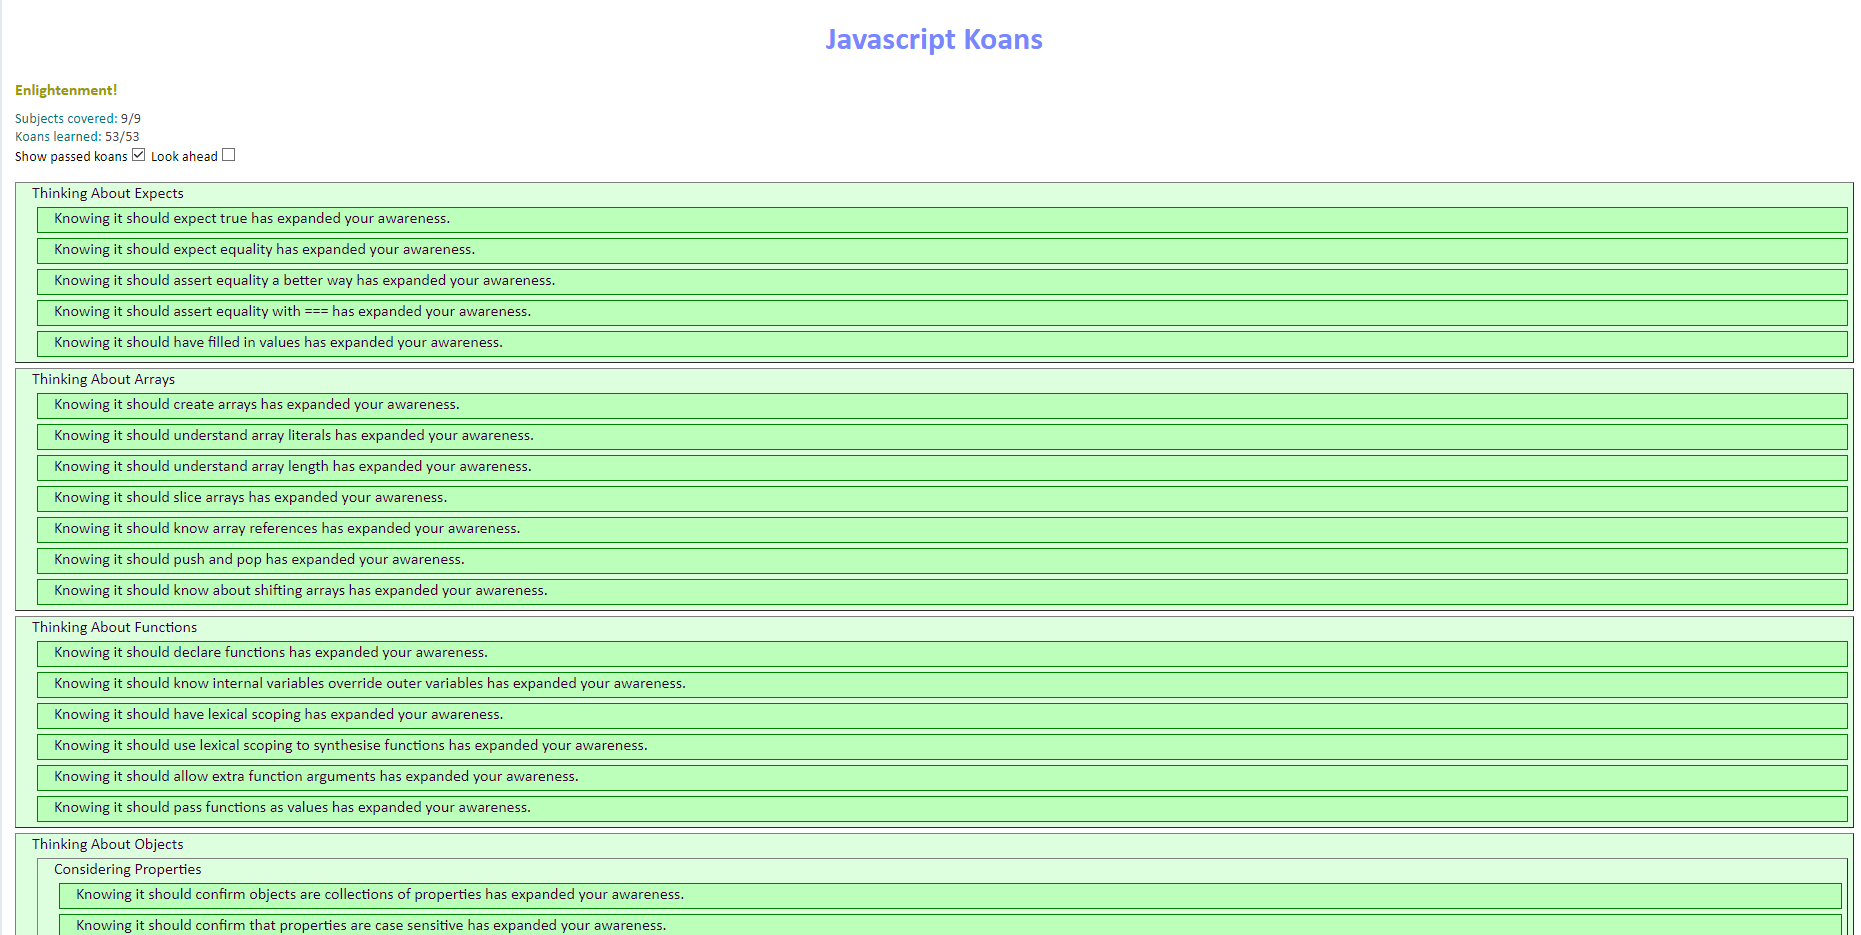 Javascript Koans
Enlightenment!
Subjects covered: 9/9
Koans learned: 53/53
Show passed koans Look ahead
Thinking About Expects
Knowing it should expect true has expanded your awareness.
Knowing it should expect equality has expanded your awareness.
Knowing it should assert equality a better way has expanded your awareness.
Knowing it should assert equality with === has expanded your awareness.
Knowing it should have filled in values has expanded your awareness.
Thinking About Arrays
Knowing it should create arrays has expanded your awareness.
Knowing it should understand array literals has expanded your awareness.
Knowing it should understand array length has expanded your awareness.
Knowing it should slice arrays has expanded your awareness.
Knowing it should know array references has expanded your awareness.
Knowing it should push and pop has expanded your awareness.
Knowing it should know about shifting arrays has expanded your awareness.
Thinking About Functions
Knowing it should declare functions has expanded your awareness.
Knowing it should know internal variables override outer variables has expanded your awareness.
Knowing it should have lexical scoping has expanded your awareness.
Knowing it should use lexical scoping to synthesise functions has expanded your awareness.
Knowing it should allow extra function arguments has expanded your awareness.
Knowing it should pass functions as values has expanded your awareness.
Thinking About Objects
Considering Properties
Knowing it should confirm objects are collections of properties has expanded your awareness.
Knowing it should confirm that properties are case sensitive has expanded your awareness.